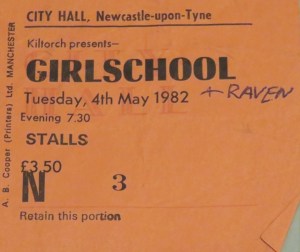 CITY HALL, Newcastle-upon-Tyne
Kiltorch presents—
GIRLSCHOOL
Tuesday, 4th May 1982 + RAVEN
Evening 7.30
STALLS
£3.50
N 3
Retain this portion
A. B. Cooper (Printers) Ltd. MANCHESTER